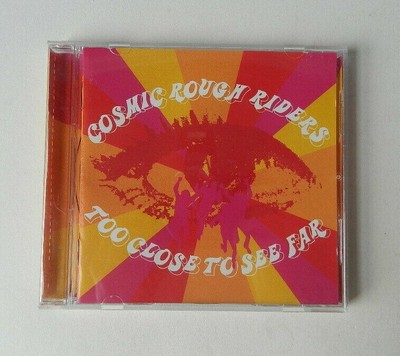 COSMIC ROUGH RIDERS
TOO CLOSE TO SEE FAR